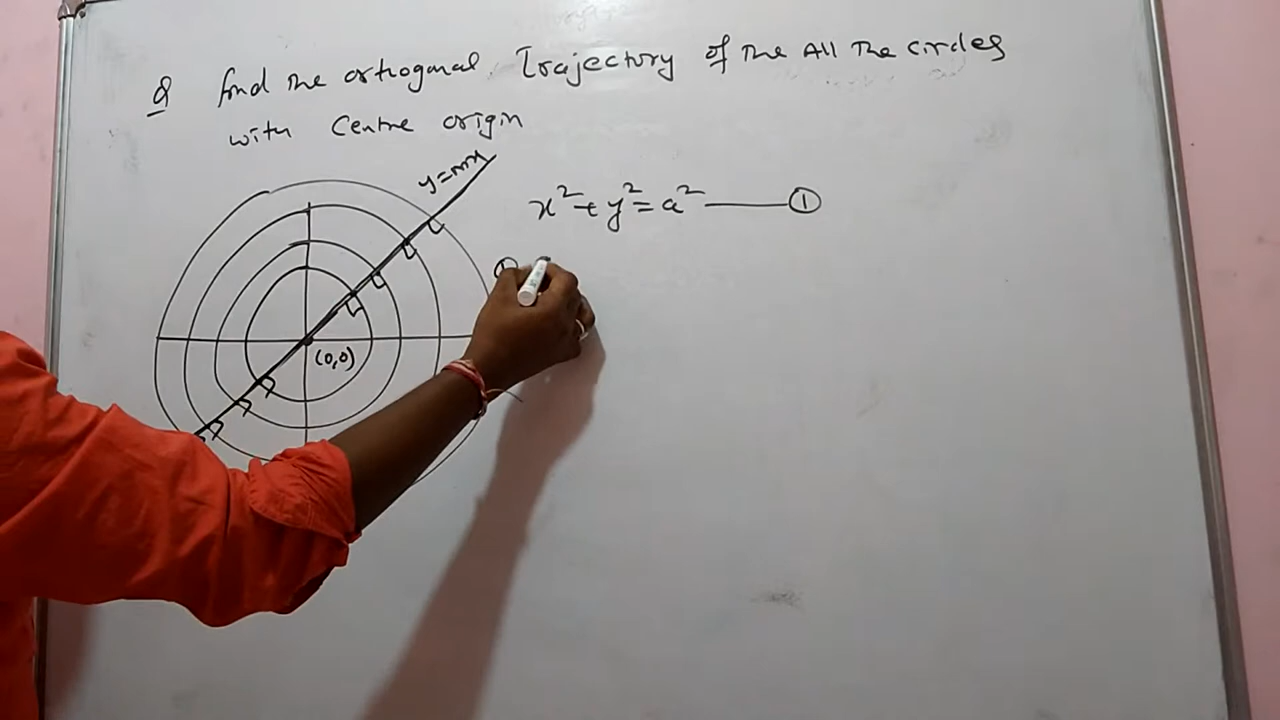 Q Find the orthogonal Trajectory of the All the circles
with Centre origin
y=mx
x²+y²=a² ——— ①
①
(0,0)